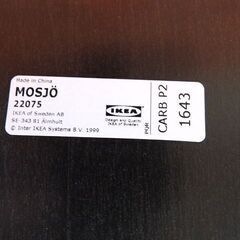 Made in China
MOSJÖ
22075
IKEA of Sweden AB
SE-343 81 Älmhult
© Inter IKEA Systems B.V. 1999
IKEA
Design and Quality
IKEA of Sweden
PUR
CARB P2
1643